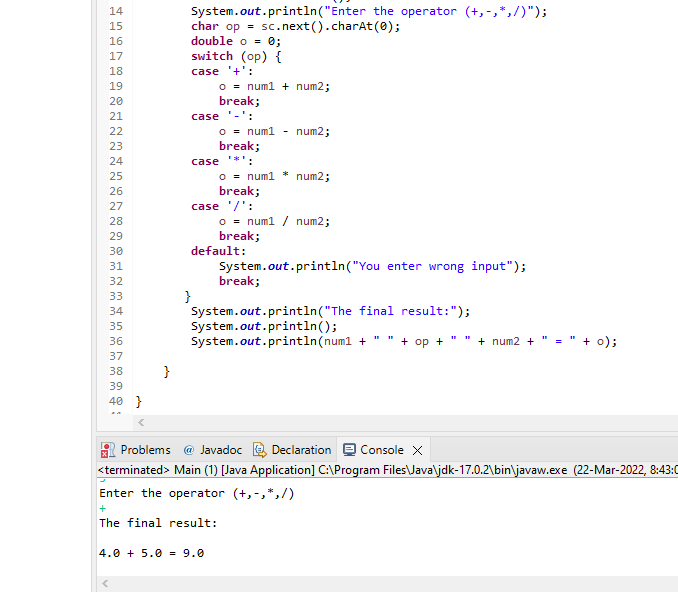 14 System.out.println("Enter the operator (+,-,*,/)");
15 char op = sc.next().charAt(0);
16 double o = 0;
17 switch (op) {
18 case '+':
19 o = num1 + num2;
20 break;
21 case '-':
22 o = num1 - num2;
23 break;
24 case '*':
25 o = num1 * num2;
26 break;
27 case '/':
28 o = num1 / num2;
29 break;
30 default:
31 System.out.println("You enter wrong input");
32 break;
33 }
34 System.out.println("The final result:");
35 System.out.println();
36 System.out.println(num1 + " " + op + " " + num2 + " = " + o);
37
38 }
39
40 }
Problems @ Javadoc Declaration Console
<terminated> Main (1) [Java Application] C:\Program Files\Java\jdk-17.0.2\bin\javaw.exe (22-Mar-2022, 8:43:0
Enter the operator (+,-,*,/)
+
The final result:
4.0 + 5.0 = 9.0